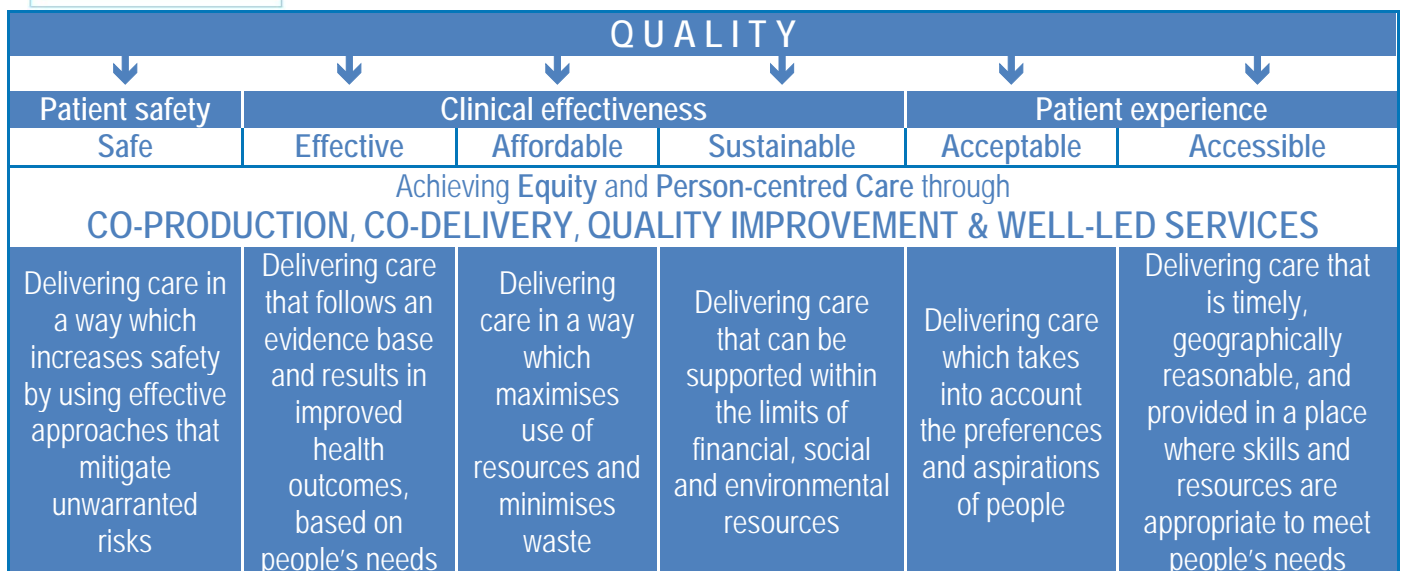 QUALITY
Patient safety
Clinical effectiveness
Patient experience
Safe
Effective
Affordable
Sustainable
Acceptable
Accessible
Achieving Equity and Person-centred Care through
CO-PRODUCTION, CO-DELIVERY, QUALITY IMPROVEMENT & WELL-LED SERVICES
Delivering care in
a way which
increases safety
by using effective
approaches that
mitigate
unwarranted
risks
Delivering care
that follows an
evidence base
and results in
improved
health
outcomes,
based on
people's needs
Delivering
care in a way
which
maximises
use of
resources and
minimises
waste
Delivering care
that can be
supported within
the limits of
financial, social
and environmental
resources
Delivering care
which takes
into account
the preferences
and aspirations
of people
Delivering care that
is timely,
geographically
reasonable, and
provided in a place
where skills and
resources are
appropriate to meet
people's needs